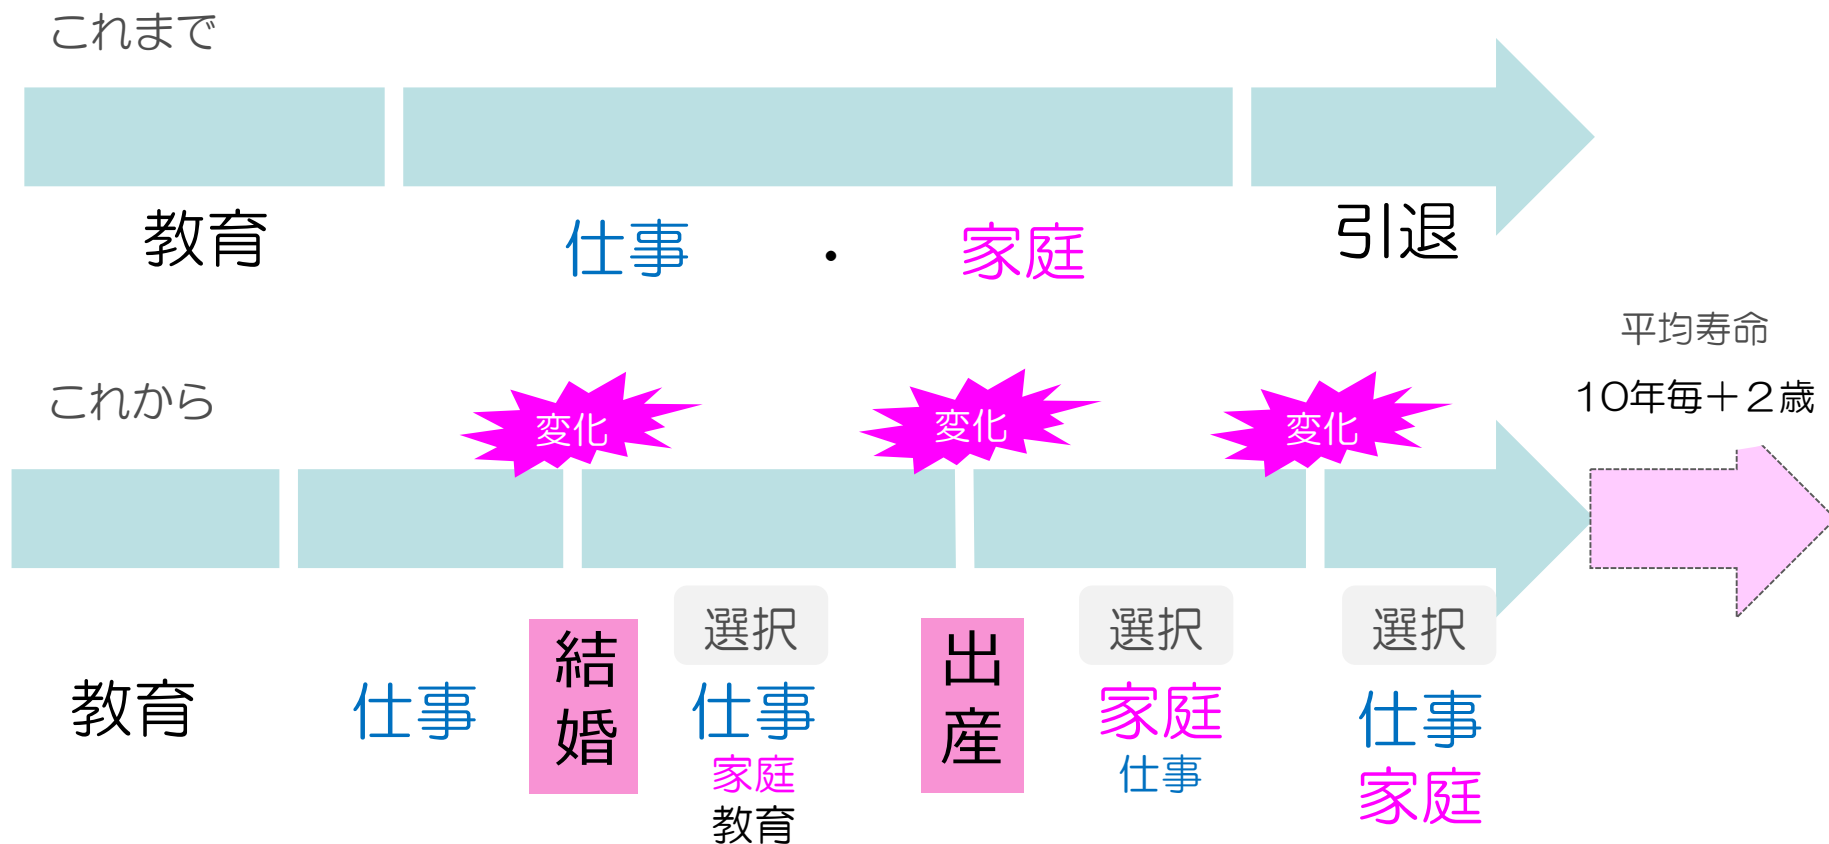 これまで
教育
仕事
・
家庭
引退
平均寿命
10年毎＋２歳
これから
変化
変化
変化
教育
仕事
結婚
選択
仕事
家庭
教育
出産
選択
家庭
仕事
選択
仕事
家庭